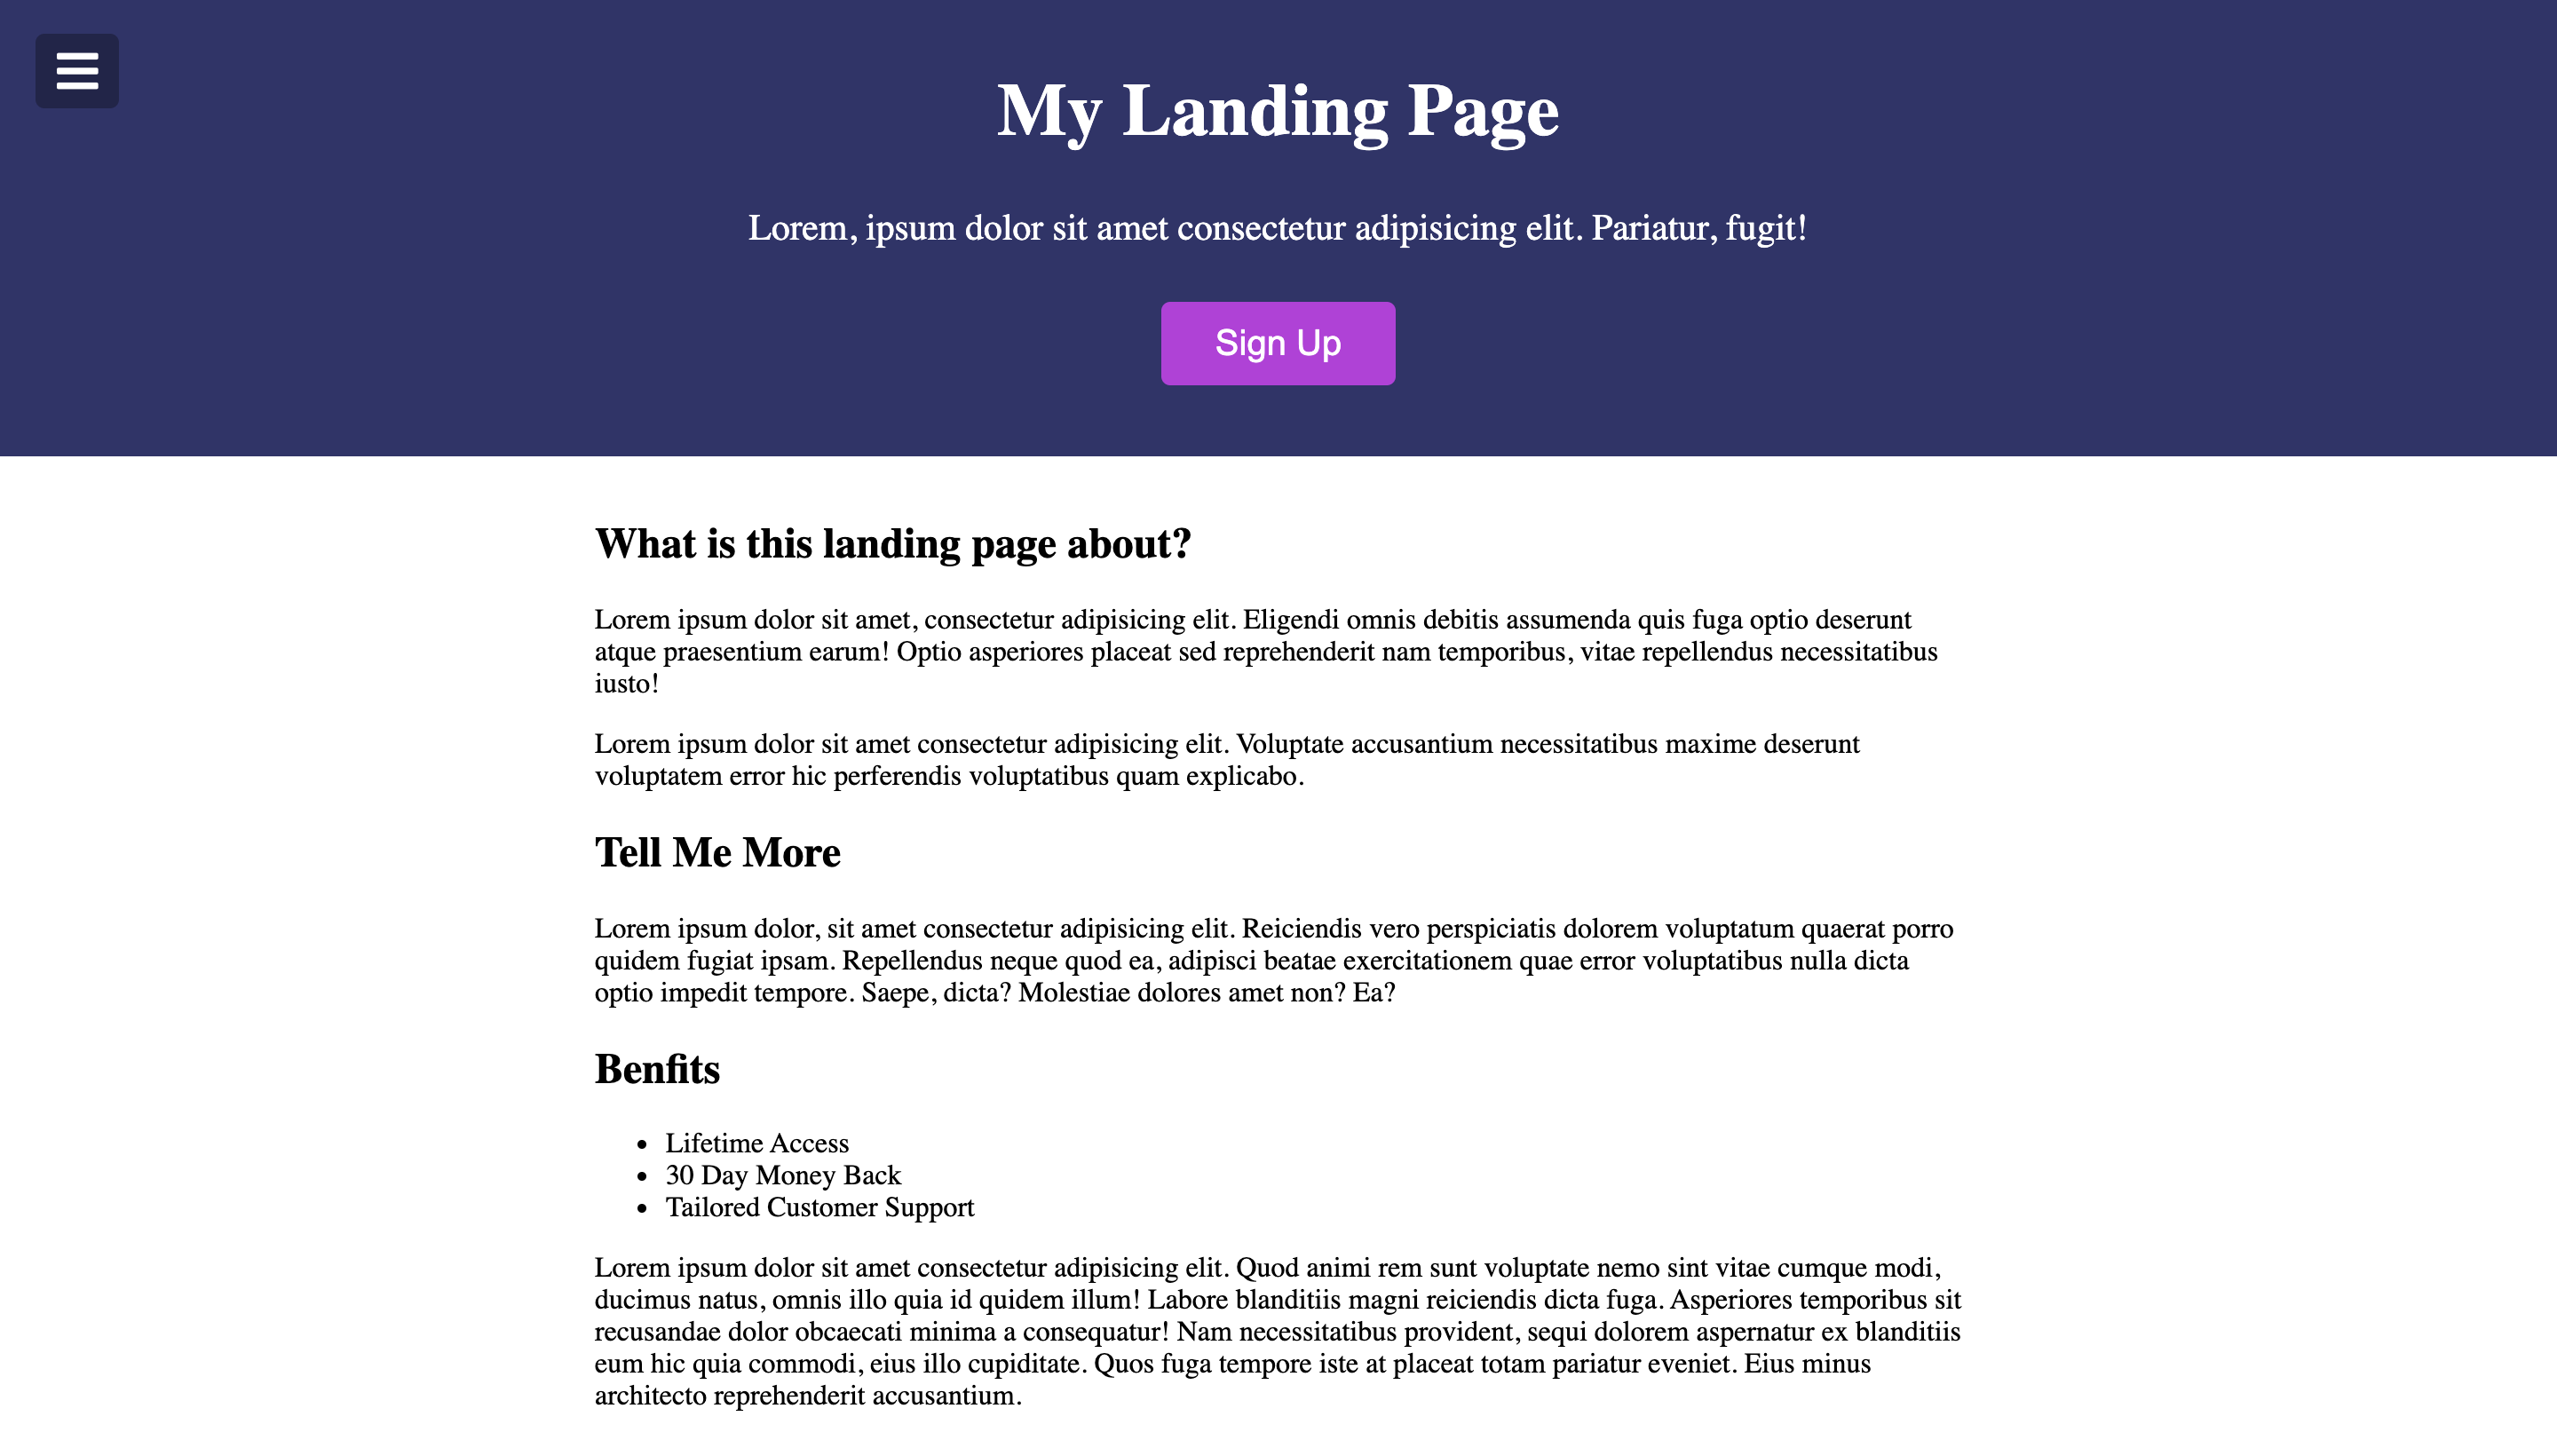 My Landing Page
Lorem, ipsum dolor sit amet consectetur adipisicing elit. Pariatur, fugit!
Sign Up
What is this landing page about?
Lorem ipsum dolor sit amet, consectetur adipisicing elit. Eligendi omnis debitis assumenda quis fuga optio deserunt
atque praesentium earum! Optio asperiores placeat sed reprehenderit nam temporibus, vitae repellendus necessitatibus
iusto!
Lorem ipsum dolor sit amet consectetur adipisicing elit. Voluptate accusantium necessitatibus maxime deserunt
voluptatem error hic perferendis voluptatibus quam explicabo.
Tell Me More
Lorem ipsum dolor, sit amet consectetur adipisicing elit. Reiciendis vero perspiciatis dolorem voluptatum quaerat porro
quidem fugiat ipsam. Repellendus neque quod ea, adipisci beatae exercitationem quae error voluptatibus nulla dicta
optio impedit tempore. Saepe, dicta? Molestiae dolores amet non? Ea?
Benfits
• Lifetime Access
• 30 Day Money Back
• Tailored Customer Support
Lorem ipsum dolor sit amet consectetur adipisicing elit. Quod animi rem sunt voluptate nemo sint vitae cumque modi,
ducimus natus, omnis illo quia id quidem illum! Labore blanditiis magni reiciendis dicta fuga. Asperiores temporibus sit
recusandae dolor obcaecati minima a consequatur! Nam necessitatibus provident, sequi dolorem aspernatur ex blanditiis
eum hic quia commodi, eius illo cupiditate. Quos fuga tempore iste at placeat totam pariatur eveniet. Eius minus
architecto reprehenderit accusantium.